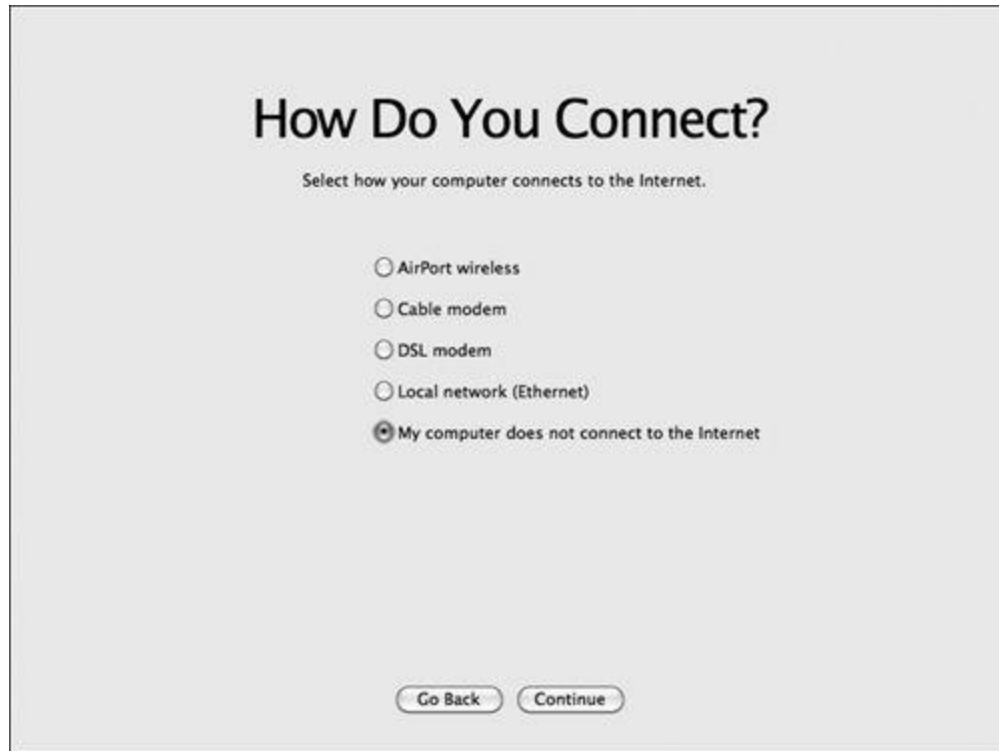 How Do You Connect?
Select how your computer connects to the Internet.
AirPort wireless
Cable modem
DSL modem
Local network (Ethernet)
My computer does not connect to the Internet
Go Back Continue